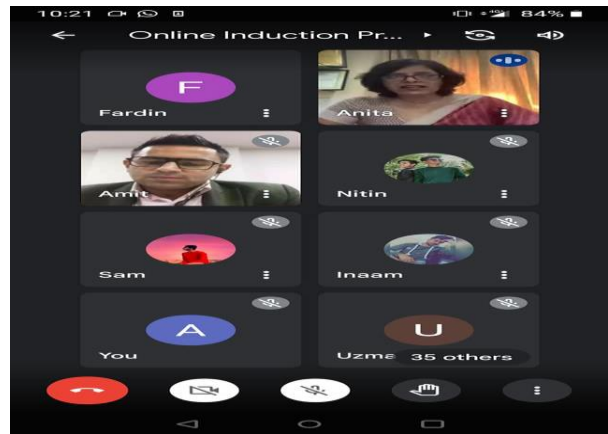 10:21 84%
Online Induction Pr...
F
Fardin Anita
Amit Nitin
Sam Inaam
A U
You Uzma 35 others